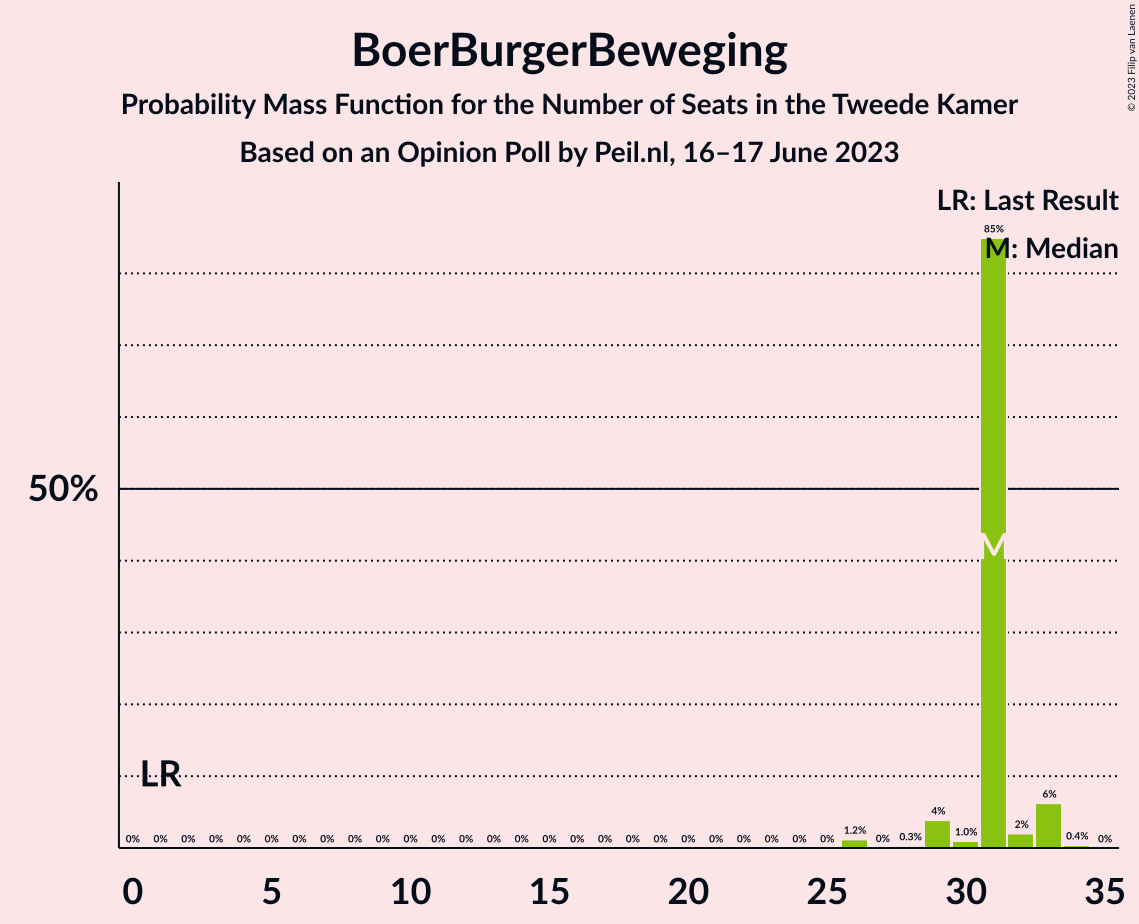 BoerBurgerBeweging
Probability Mass Function for the Number of Seats in the Tweede Kamer
Based on an Opinion Poll by Peil.nl, 16–17 June 2023
© 2023 Filip van Laenen
LR: Last Result
85%
M: Median
50%
M
LR
0% 0% 0% 0% 0% 0% 0% 0% 0% 0% 0% 0% 0% 0% 0% 0% 0% 0% 0% 0% 0% 0% 0% 0% 0% 0% 1.2% 0% 0.3% 4% 1.0% 2% 6% 0.4% 0%
0 5 10 15 20 25 30 35